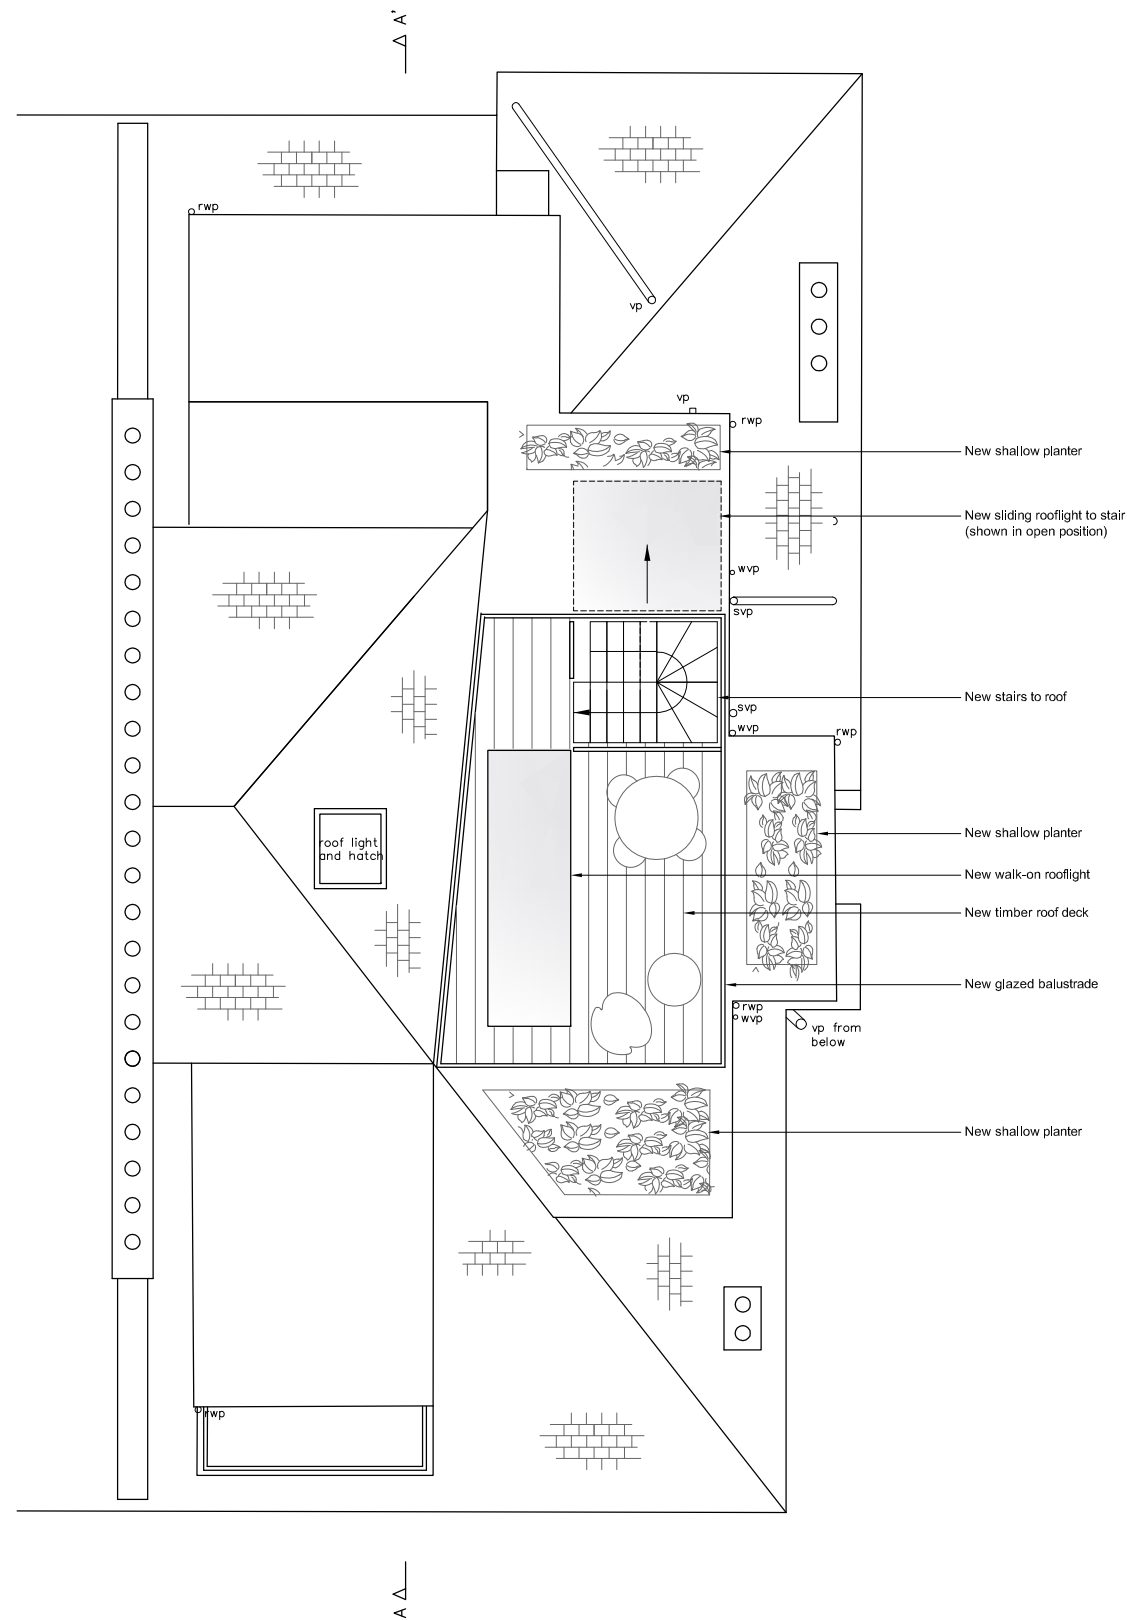 A'
rwp
vp
vp
rwp
New shallow planter
New sliding rooflight to stair
(shown in open position)
wvp
svp
New stairs to roof
svp
wvp
rwp
New shallow planter
roof light
and hatch
New walk-on rooflight
New timber roof deck
New glazed balustrade
rwp
wvp
vp from
below
New shallow planter
rwp
A